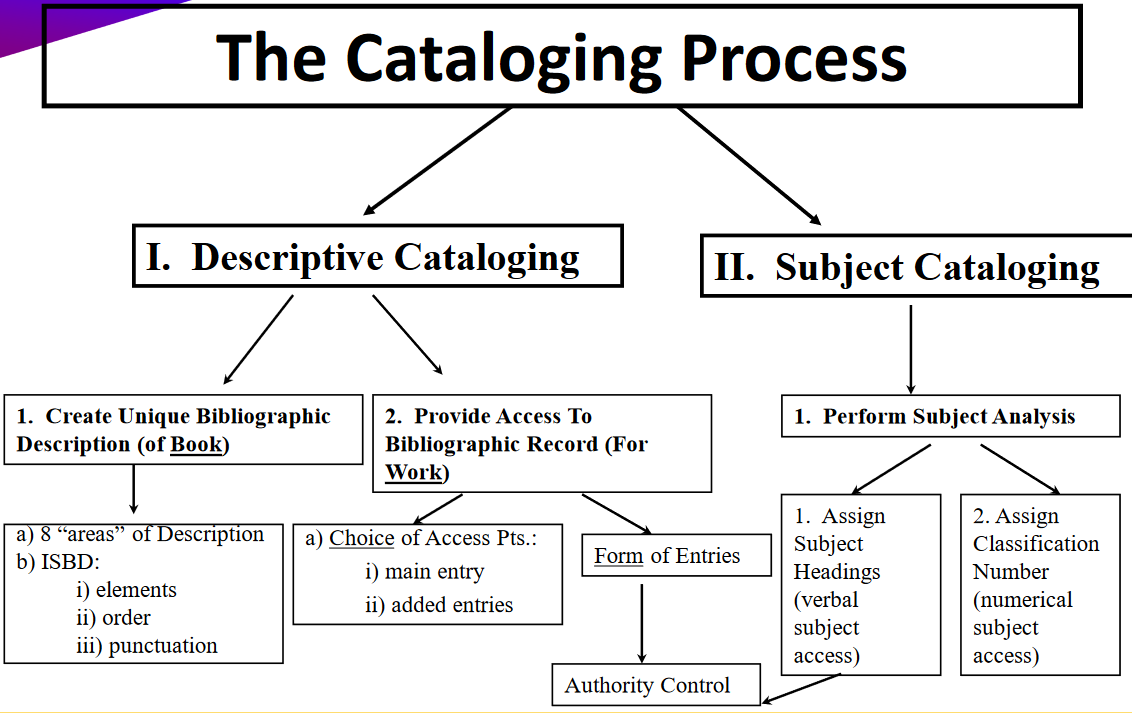 The Cataloging Process
I.  Descriptive Cataloging
II.  Subject Cataloging
1.  Create Unique Bibliographic
Description (of Book)
2.  Provide Access To
Bibliographic Record (For
Work)
1.  Perform Subject Analysis
a) 8 “areas” of Description
b) ISBD:
i) elements
ii) order
iii) punctuation
a) Choice of Access Pts.:
i) main entry
ii) added entries
Form of Entries
Authority Control
1.  Assign
Subject
Headings
(verbal
subject
access)
2. Assign
Classification
Number
(numerical
subject
access)